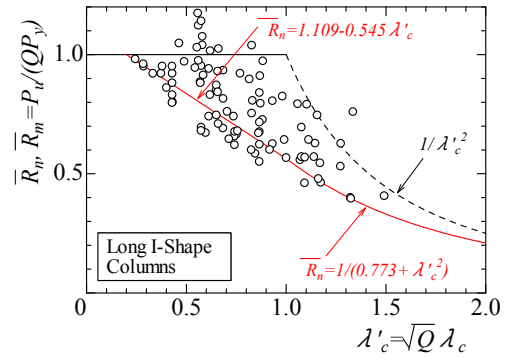 R̅n=1.109-0.545λ'c
R̅n, R̅m=Pu/(QPy)
1.0
0.5
1/λ'c²
Long I-Shape
Columns
R̅n=1/(0.773+λ'c²)
0 0.5 1.0 1.5 2.0
λ'c=√Q λc